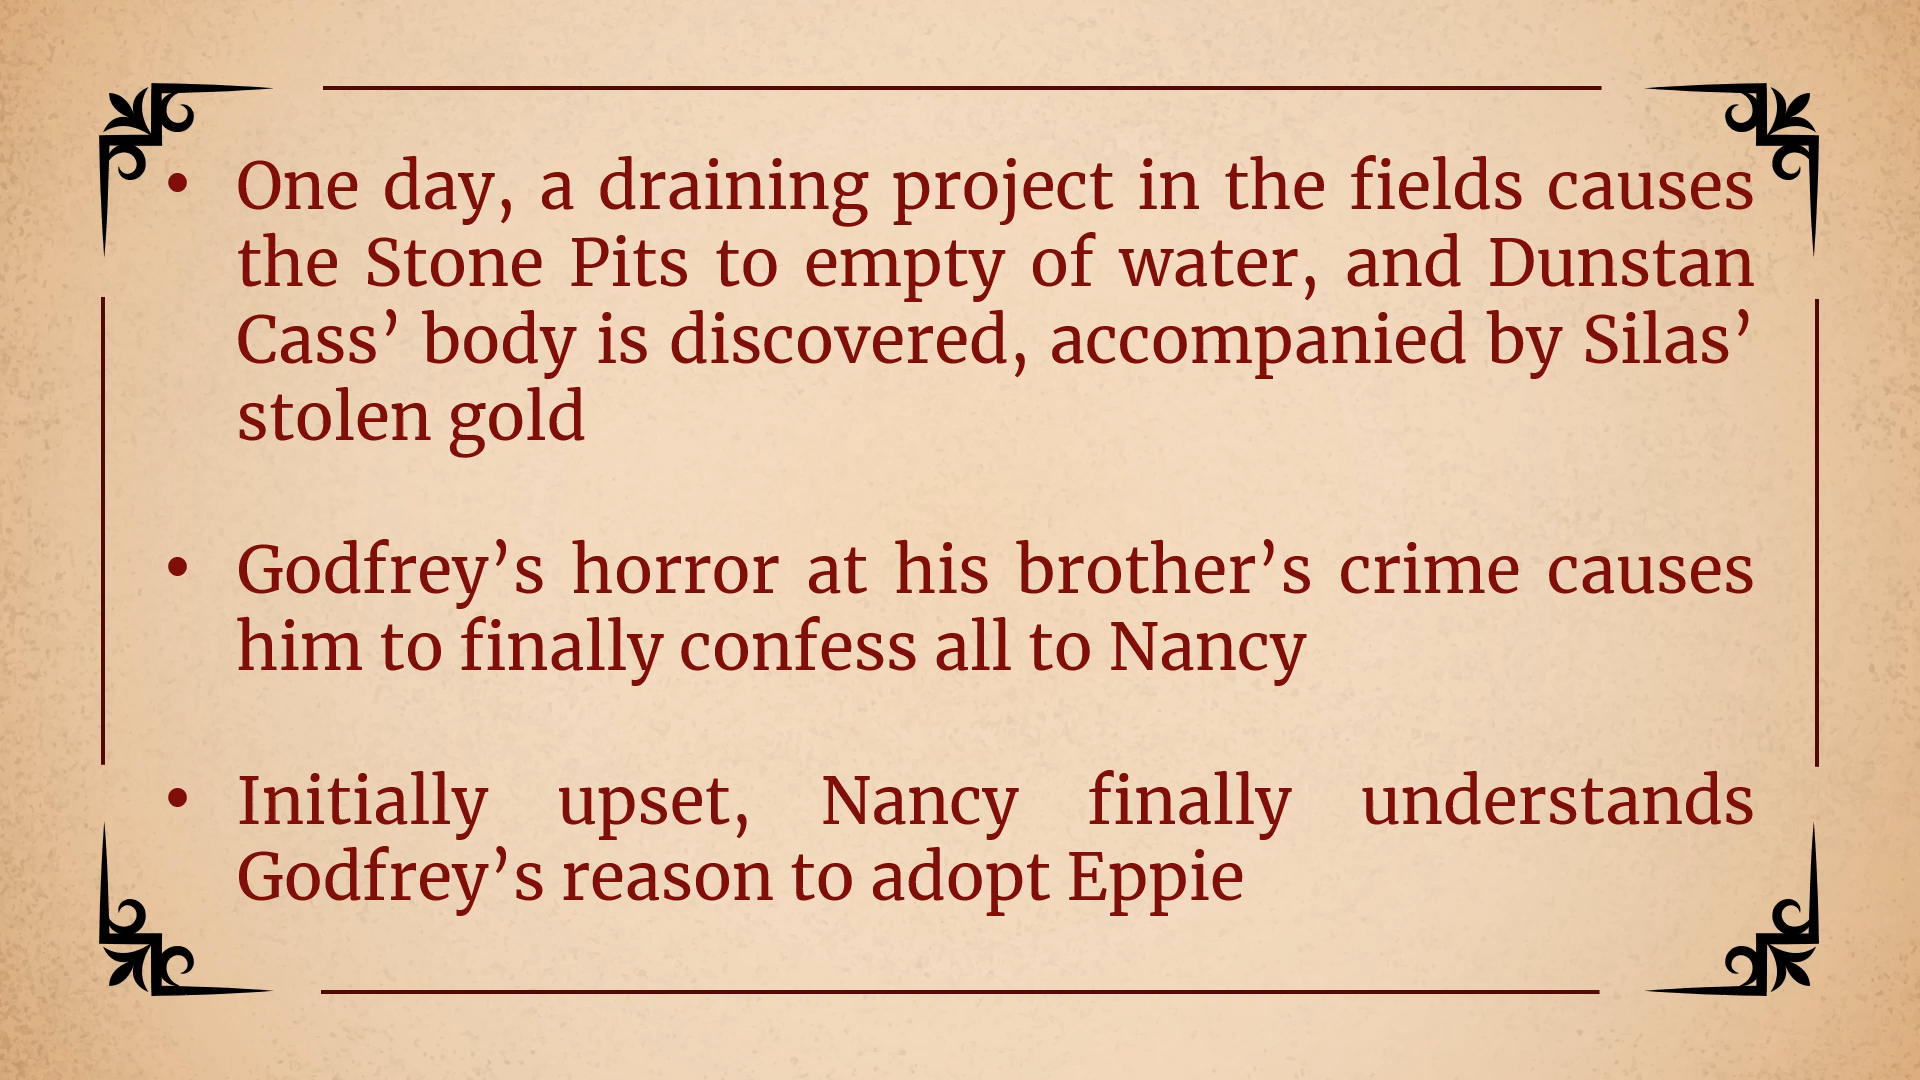 • One day, a draining project in the fields causes
the Stone Pits to empty of water, and Dunstan
Cass’ body is discovered, accompanied by Silas’
stolen gold
• Godfrey’s horror at his brother’s crime causes
him to finally confess all to Nancy
• Initially upset, Nancy finally understands
Godfrey’s reason to adopt Eppie